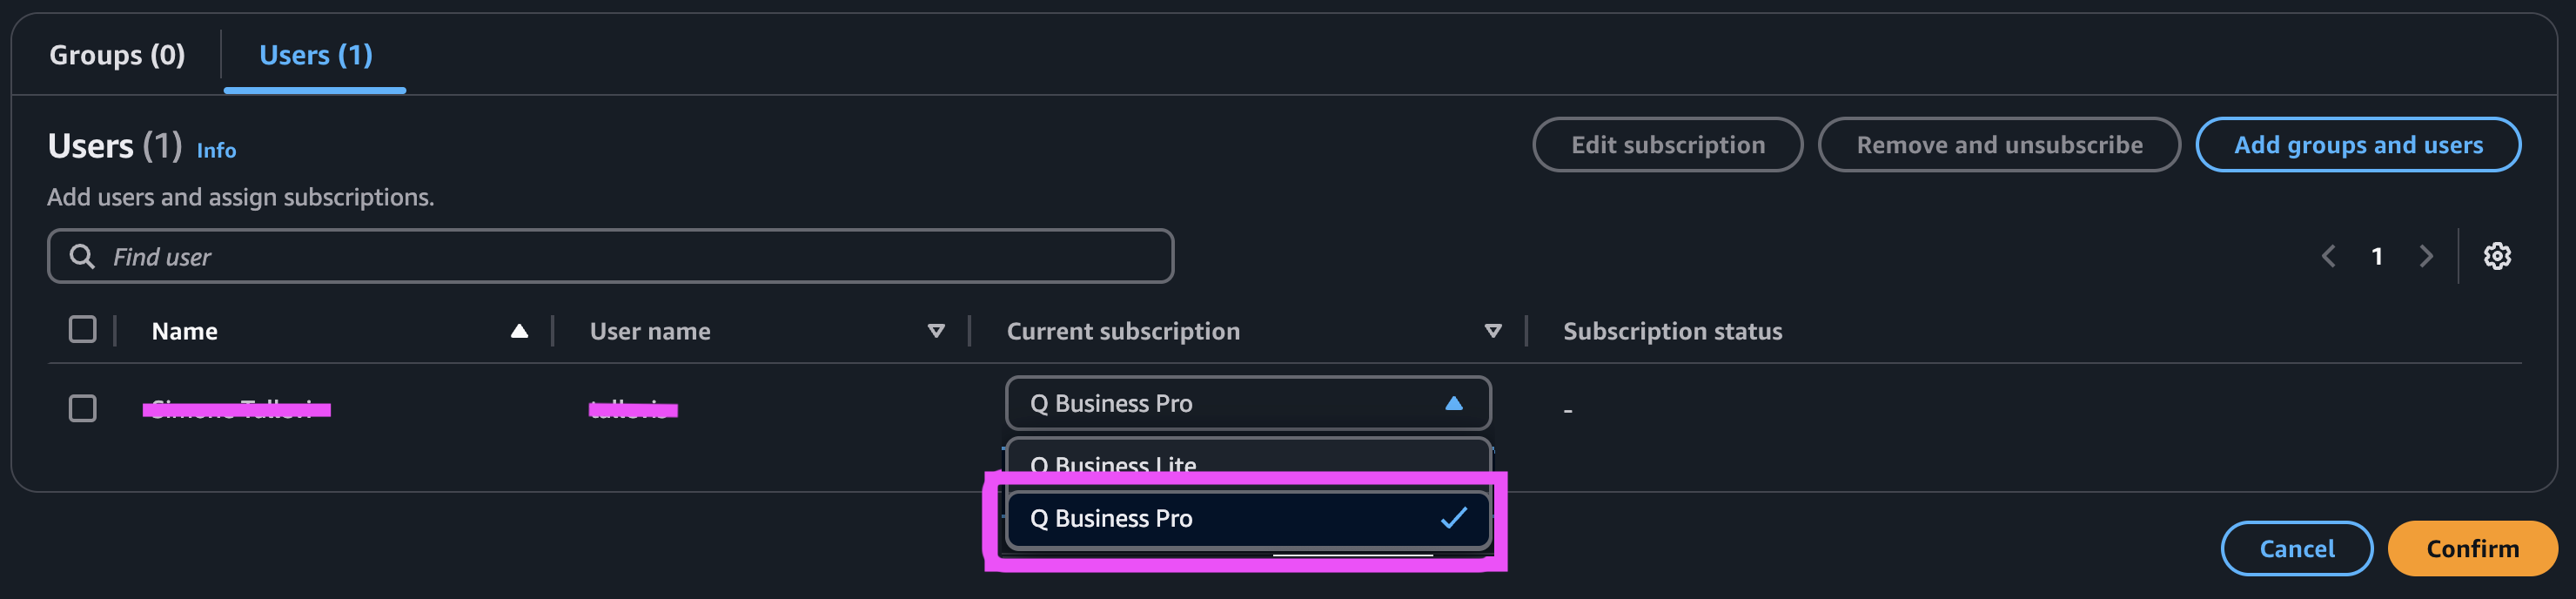 Groups (0)
Users (1)
Users (1) Info
Edit subscription
Remove and unsubscribe
Add groups and users
Add users and assign subscriptions.
Find user
1
Name
User name
Current subscription
Subscription status
Q Business Pro
-
Q Business Lite
Q Business Pro
Cancel
Confirm